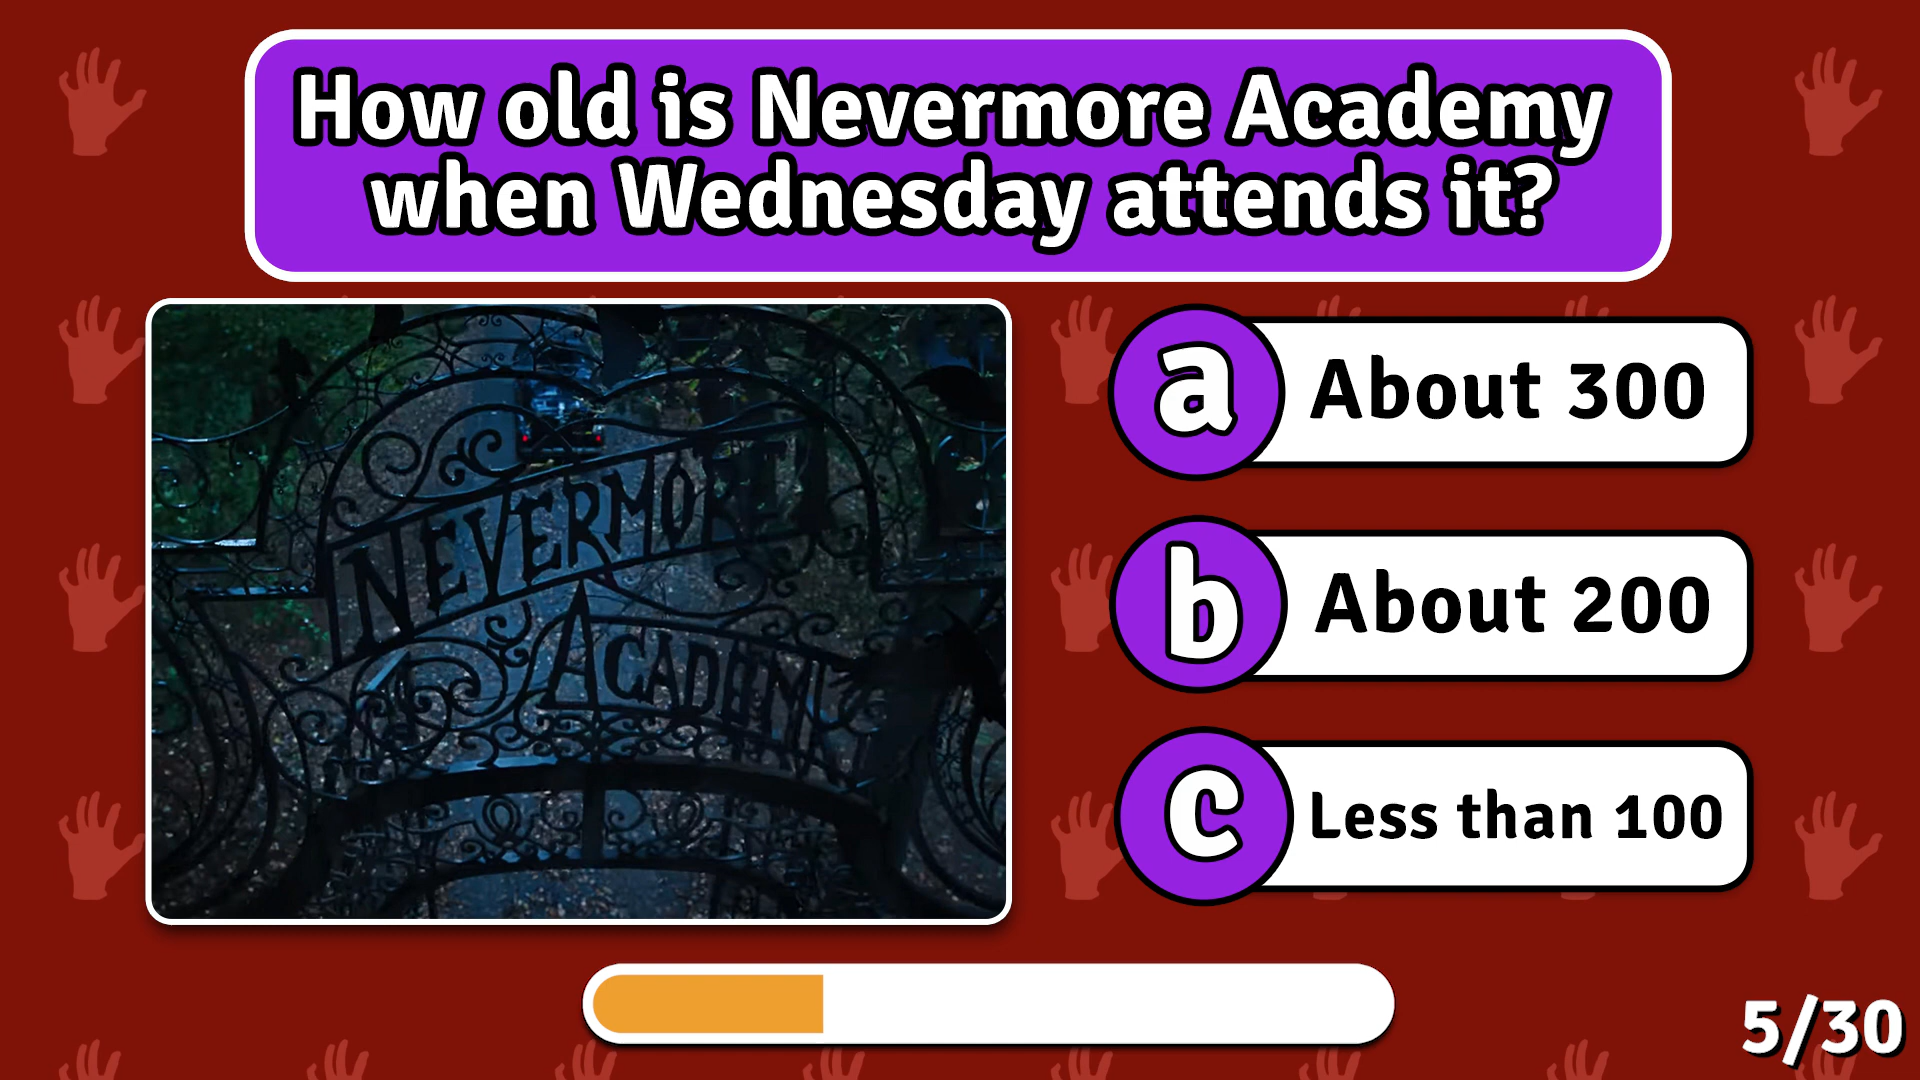 How old is Nevermore Academy
when Wednesday attends it?
NEVERMORE
ACADEMY
a About 300
b About 200
c Less than 100
5/30